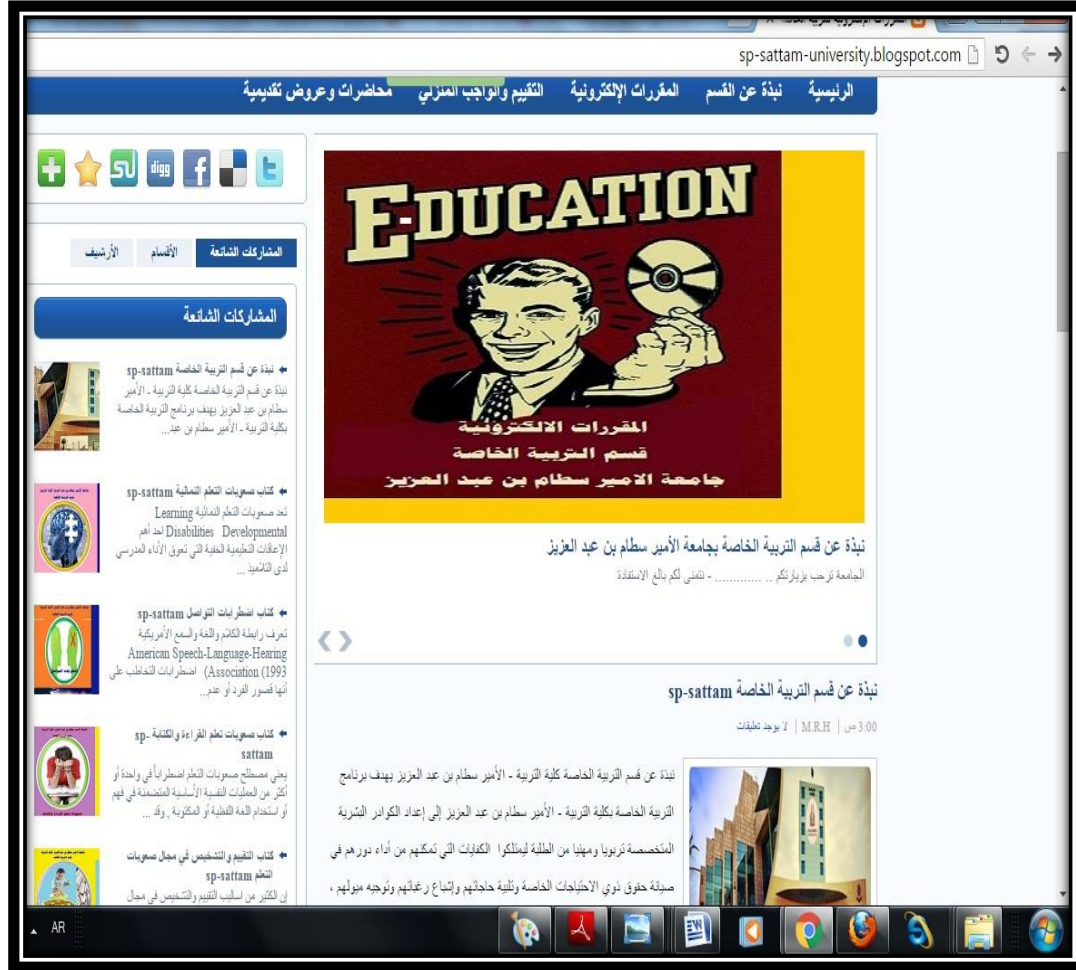 sp-sattam-university.blogspot.com
الرئيسية نبذة عن القسم المقررات الإلكترونية التقييم والواجب المنزلي محاضرات وعروض تقديمية
E-DUCATION
المقررات الالكترونية
قسم التربية الخاصة
جامعة الامير سطام بن عبد العزيز
نبذة عن قسم التربية الخاصة بجامعة الأمير سطام بن عبد العزيز
الجامعة ترحب بزيارتكم .. ............. - نتمنى لكم بالغ الاستفادة
نبذة عن قسم التربية الخاصة sp-sattam
3:00 ص | M.R.H | لا يوجد تعليقات
نبذة عن قسم التربية الخاصة كلية التربية - الأمير سطام بن عبد العزيز يهدف برنامج
التربية الخاصة بكلية التربية - الأمير سطام بن عبد العزيز إلى إعداد الكوادر البشرية
المتخصصة تربويا ومهنيا من الطلبة ليمتلكوا الكفايات التي تمكنهم من أداء دورهم في
صيانة حقوق ذوي الاحتياجات الخاصة وتلبية حاجاتهم وإشباع رغباتهم وتوجيه ميولهم ،
digg
المشاركات الشائعة الأقسام الأرشيف
المشاركات الشائعة
نبذة عن قسم التربية الخاصة sp-sattam
نبذة عن قسم التربية الخاصة كلية التربية - الأمير
سطام بن عبد العزيز يهدف برنامج التربية الخاصة
بكلية التربية - الأمير سطام بن عبد...
كتاب صعوبات التعلم النمائية sp-sattam
تعد صعوبات التعلم النمائية Learning
Disabilities Developmental احد أهم
الإعاقات التعليمية الخفية التي تعوق الأداء المدرسي
لدى التلاميذ ...
كتاب اضطرابات التواصل sp-sattam
تعرف رابطة الكلام واللغة والسمع الأمريكية
American Speech-Language-Hearing
Association (1993) اضطرابات التخاطب على
أنها قصور الفرد أو عدم...
كتاب صعوبات تعلم القراءة والكتابة sp-
sattam
يعني مصطلح صعوبات التعلم اضطراباً في واحدة أو
أكثر من العمليات النفسية الأساسية المتضمنة في فهم
أو استخدام اللغة اللفظية أو المكتوبة , وقد ...
كتاب التقييم والتشخيص في مجال صعوبات
التعلم sp-sattam
إن الكثير من اساليب التقييم والتشخيص في مجال
AR